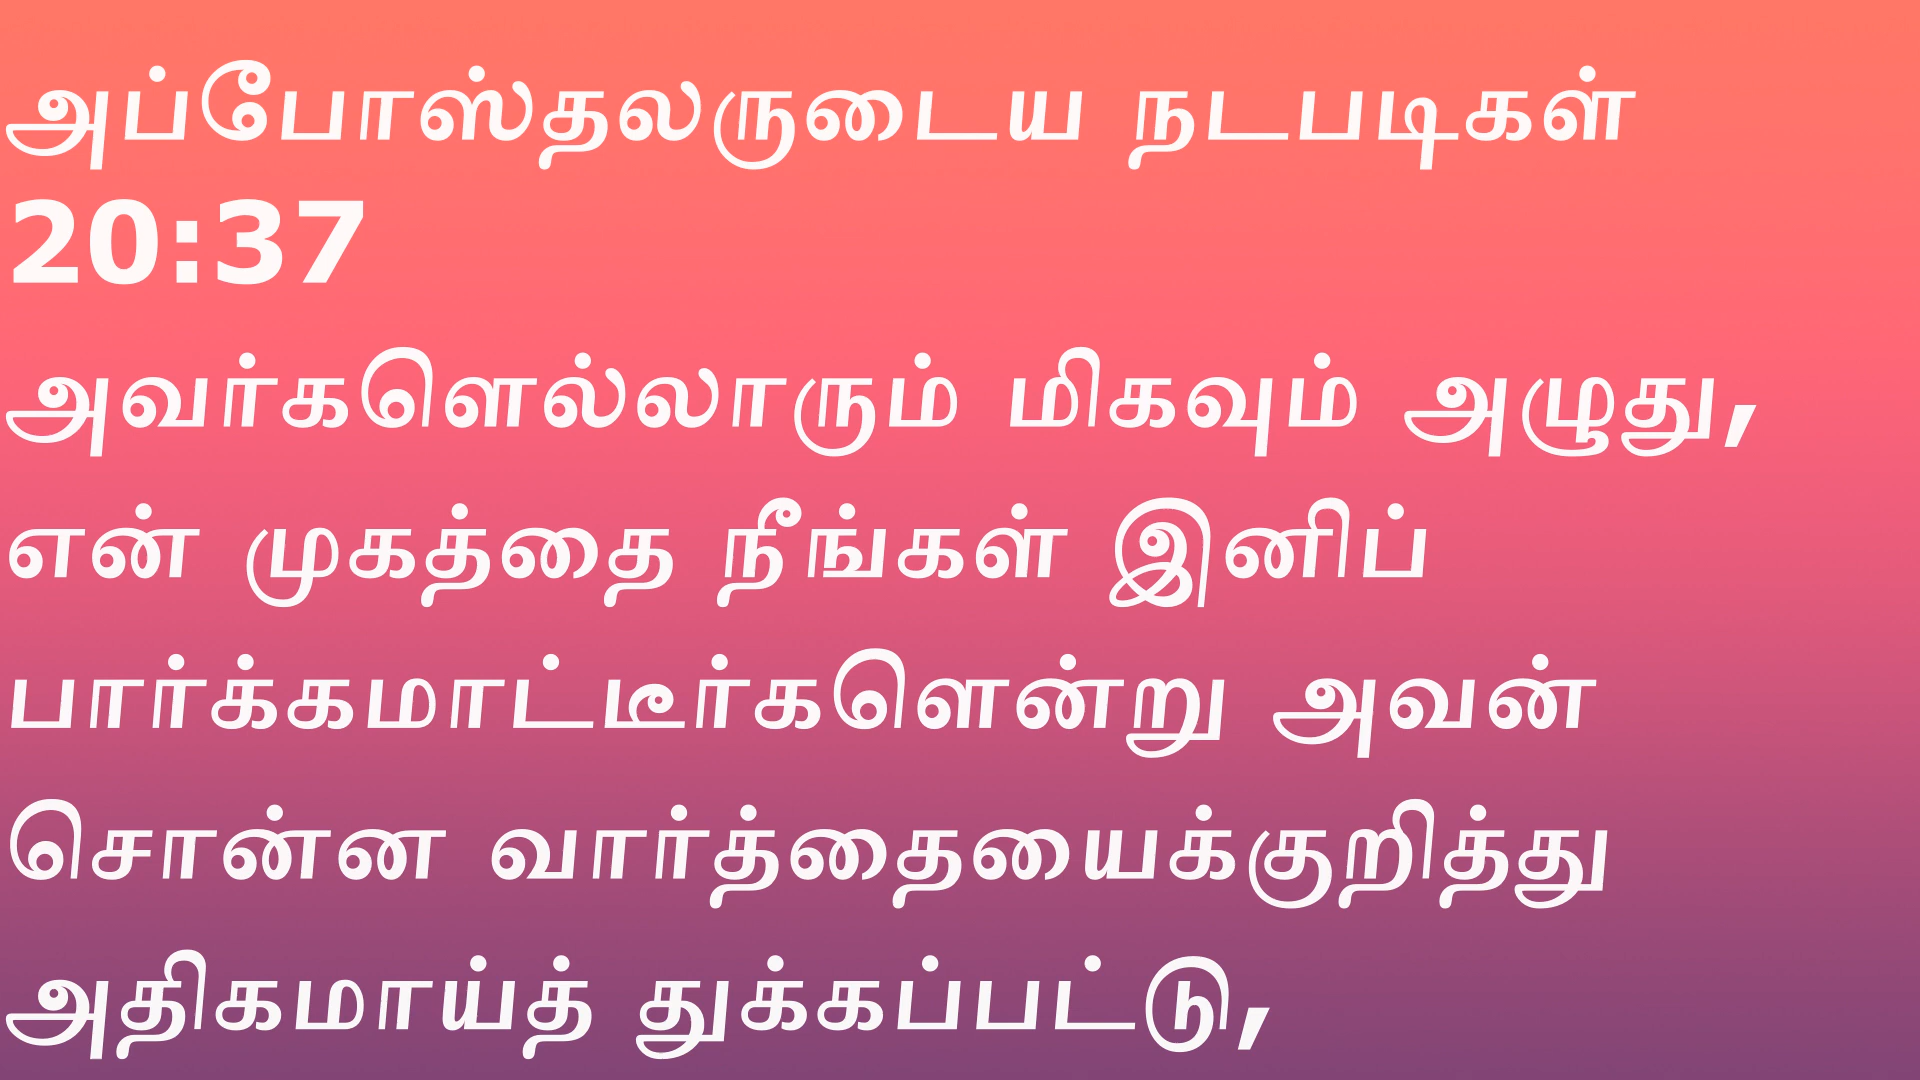 அப்போஸ்தலருடைய நடபடிகள்
20:37
அவர்களெல்லாரும் மிகவும் அழுது,
என் முகத்தை நீங்கள் இனிப்
பார்க்கமாட்டீர்களென்று அவன்
சொன்ன வார்த்தையைக்குறித்து
அதிகமாய்த் துக்கப்பட்டு,